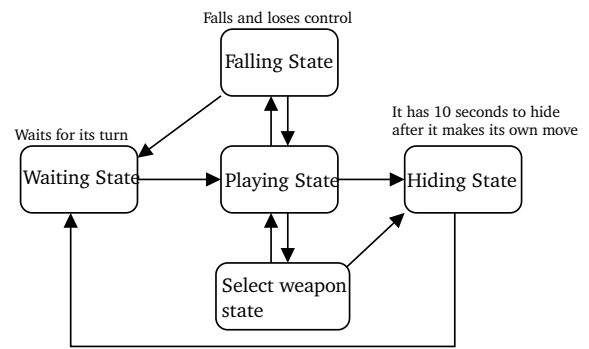 Falls and loses control
Falling State
It has 10 seconds to hide
after it makes its own move
Waits for its turn
Waiting State
Playing State
Hiding State
Select weapon
state